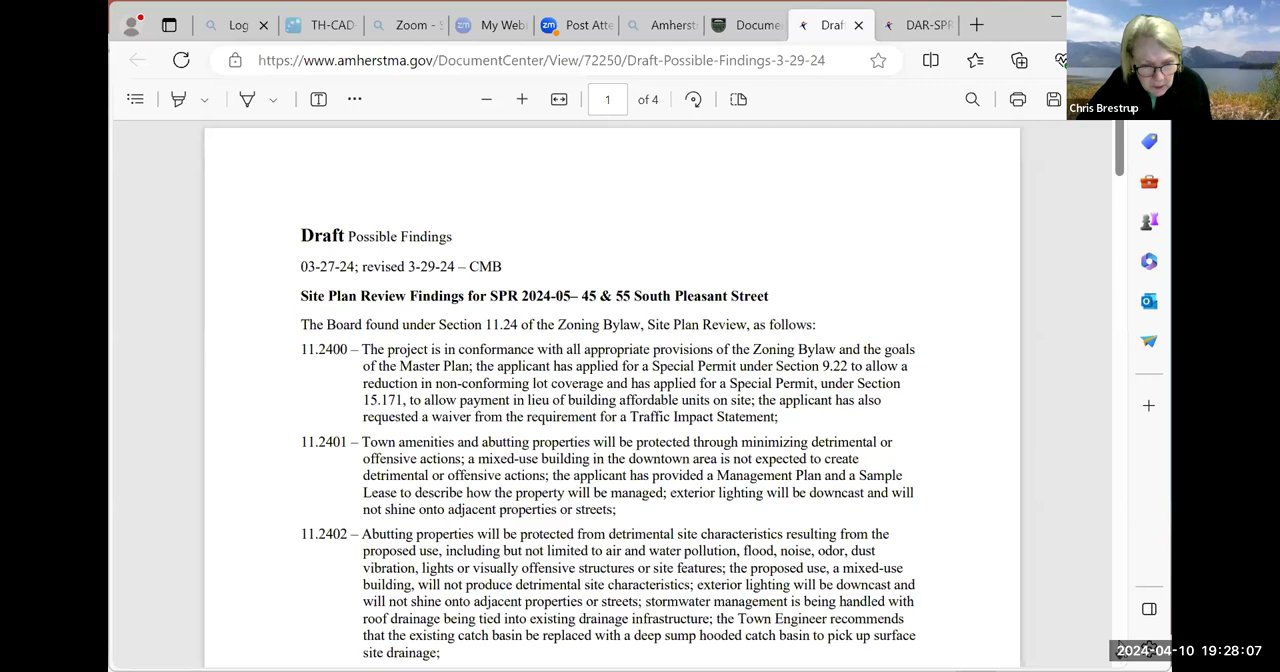 Log
TH-CAD
Zoom - S
My Webi
Post Atte
Amherst
Docume
Draf
DAR-SPR
https://www.amherstma.gov/DocumentCenter/View/72250/Draft-Possible-Findings-3-29-24
1 of 4
Chris Brestrup
Draft Possible Findings
03-27-24; revised 3-29-24 – CMB
Site Plan Review Findings for SPR 2024-05– 45 & 55 South Pleasant Street
The Board found under Section 11.24 of the Zoning Bylaw, Site Plan Review, as follows:
11.2400 – The project is in conformance with all appropriate provisions of the Zoning Bylaw and the goals
of the Master Plan; the applicant has applied for a Special Permit under Section 9.22 to allow a
reduction in non-conforming lot coverage and has applied for a Special Permit, under Section
15.171, to allow payment in lieu of building affordable units on site; the applicant has also
requested a waiver from the requirement for a Traffic Impact Statement;
11.2401 – Town amenities and abutting properties will be protected through minimizing detrimental or
offensive actions; a mixed-use building in the downtown area is not expected to create
detrimental or offensive actions; the applicant has provided a Management Plan and a Sample
Lease to describe how the property will be managed; exterior lighting will be downcast and will
not shine onto adjacent properties or streets;
11.2402 – Abutting properties will be protected from detrimental site characteristics resulting from the
proposed use, including but not limited to air and water pollution, flood, noise, odor, dust
vibration, lights or visually offensive structures or site features; the proposed use, a mixed-use
building, will not produce detrimental site characteristics; exterior lighting will be downcast and
will not shine onto adjacent properties or streets; stormwater management is being handled with
roof drainage being tied into existing drainage infrastructure; the Town Engineer recommends
that the existing catch basin be replaced with a deep sump hooded catch basin to pick up surface
site drainage;
2024-04-10 19:28:07